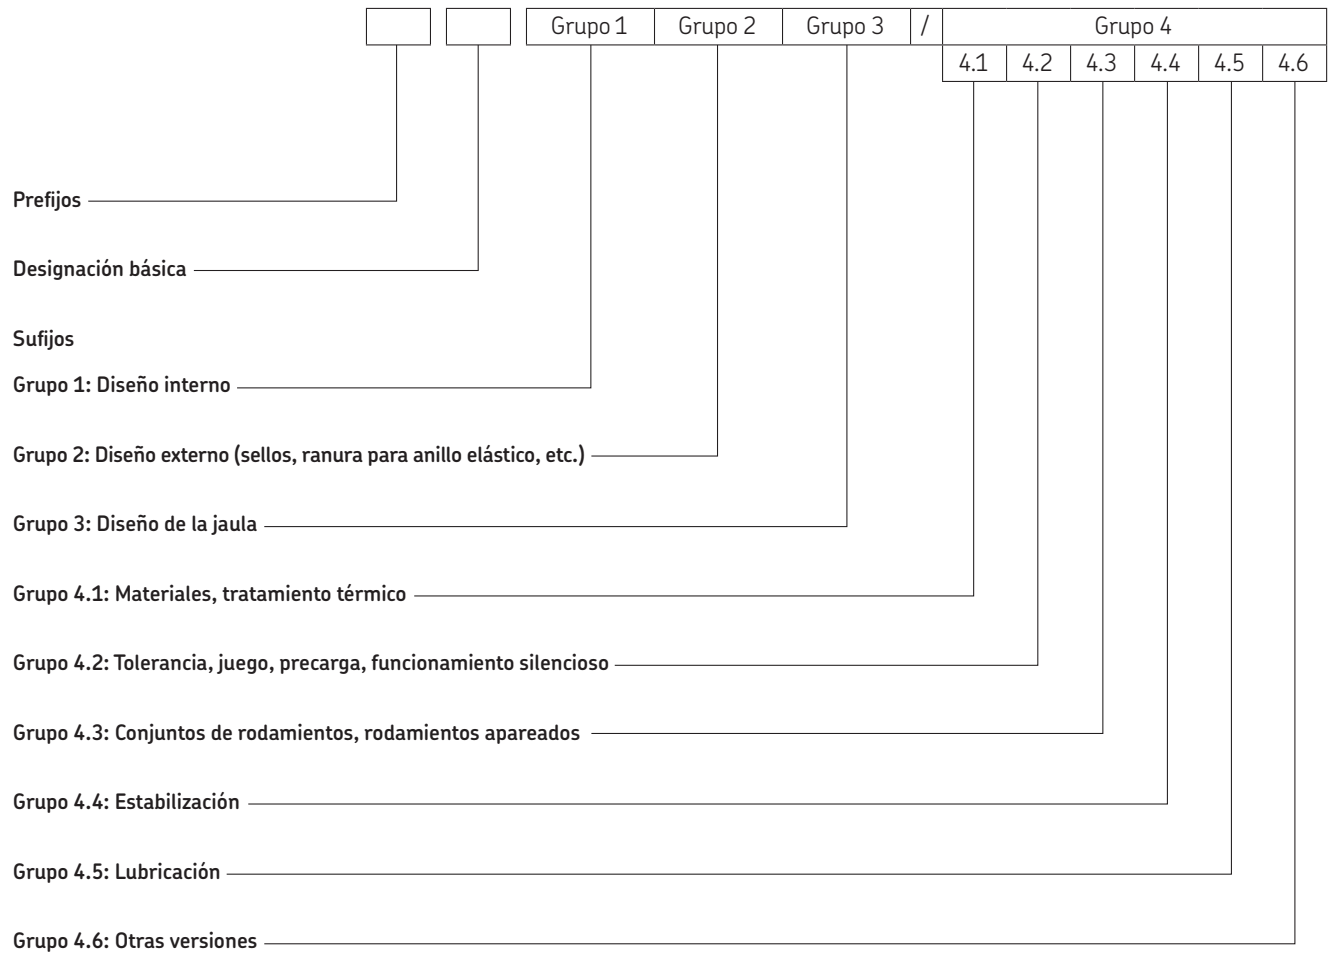 Grupo 1 Grupo 2 Grupo 3 / Grupo 4
4.1 4.2 4.3 4.4 4.5 4.6
Prefijos
Designación básica
Sufijos
Grupo 1: Diseño interno
Grupo 2: Diseño externo (sellos, ranura para anillo elástico, etc.)
Grupo 3: Diseño de la jaula
Grupo 4.1: Materiales, tratamiento térmico
Grupo 4.2: Tolerancia, juego, precarga, funcionamiento silencioso
Grupo 4.3: Conjuntos de rodamientos, rodamientos apareados
Grupo 4.4: Estabilización
Grupo 4.5: Lubricación
Grupo 4.6: Otras versiones